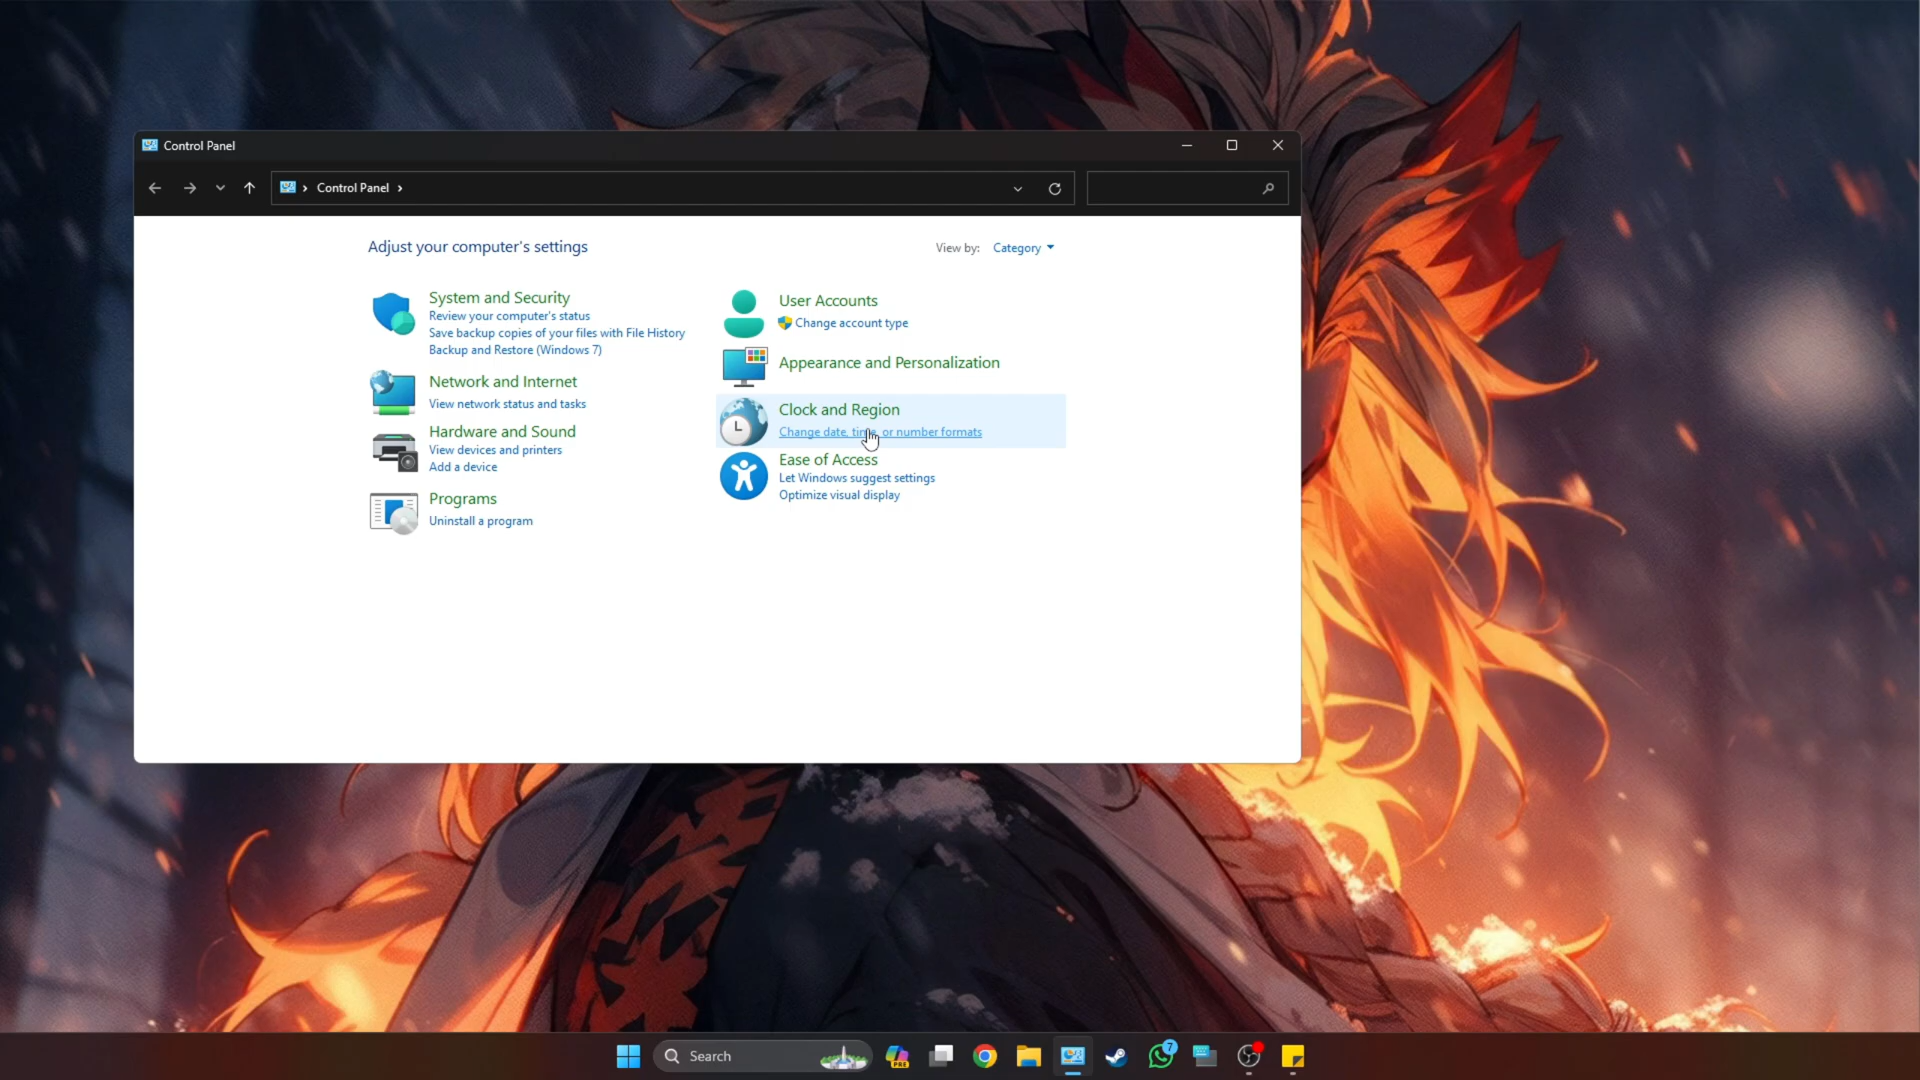 Control Panel
Control Panel
Adjust your computer's settings
View by: Category
System and Security
Review your computer's status
Save backup copies of your files with File History
Backup and Restore (Windows 7)
Network and Internet
View network status and tasks
Hardware and Sound
View devices and printers
Add a device
Programs
Uninstall a program
User Accounts
Change account type
Appearance and Personalization
Clock and Region
Change date, time, or number formats
Ease of Access
Let Windows suggest settings
Optimize visual display
Search
PRE
7